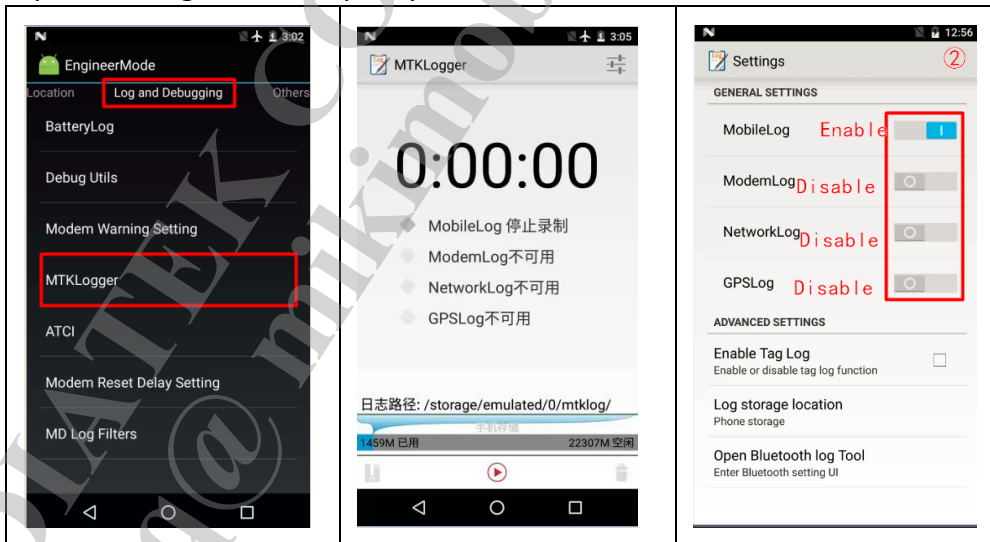 N 3:02
EngineerMode
Location Log and Debugging Others
BatteryLog
Debug Utils
Modem Warning Setting
MTKLogger
ATCI
Modem Reset Delay Setting
MD Log Filters
N 3:05
MTKLogger
0:00:00
MobileLog 停止录制
ModemLog不可用
NetworkLog不可用
GPSLog不可用
日志路径: /storage/emulated/0/mtklog/
手机存储
1459M 已用 22307M 空闲
N 12:56
Settings ②
GENERAL SETTINGS
MobileLog Enable
ModemLog Disable
NetworkLog Disable
GPSLog Disable
ADVANCED SETTINGS
Enable Tag Log
Enable or disable tag log function
Log storage location
Phone storage
Open Bluetooth log Tool
Enter Bluetooth setting UI